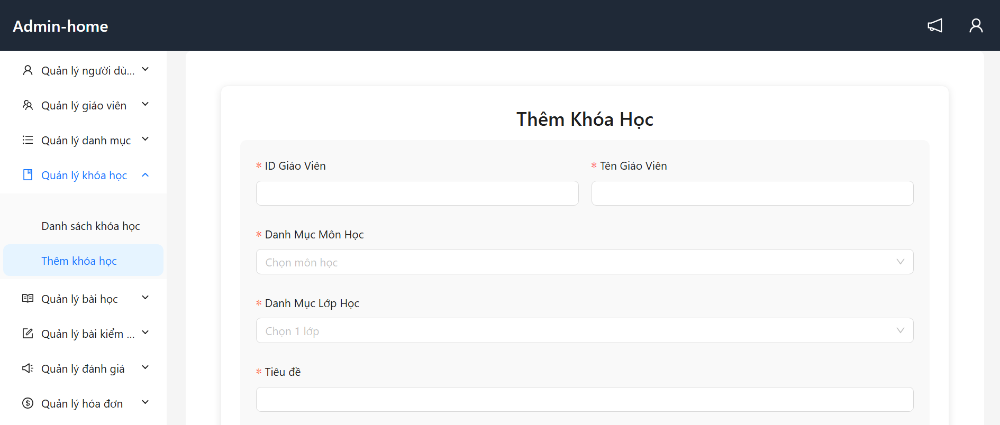 Admin-home
Quản lý người dù...
Quản lý giáo viên
Quản lý danh mục
Quản lý khóa học
Danh sách khóa học
Thêm khóa học
Quản lý bài học
Quản lý bài kiểm ...
Quản lý đánh giá
Quản lý hóa đơn
Thêm Khóa Học
* ID Giáo Viên
* Tên Giáo Viên
* Danh Mục Môn Học
Chọn môn học
* Danh Mục Lớp Học
Chọn 1 lớp
* Tiêu đề